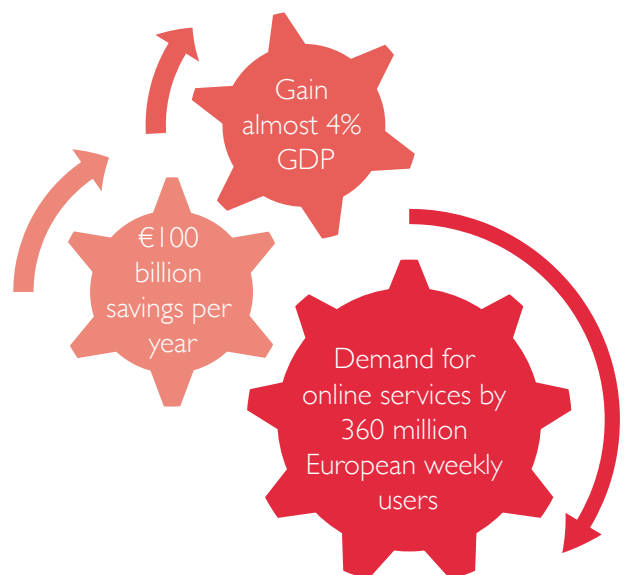 Gain
almost 4%
GDP
€100
billion
savings per
year
Demand for
online services by
360 million
European weekly
users